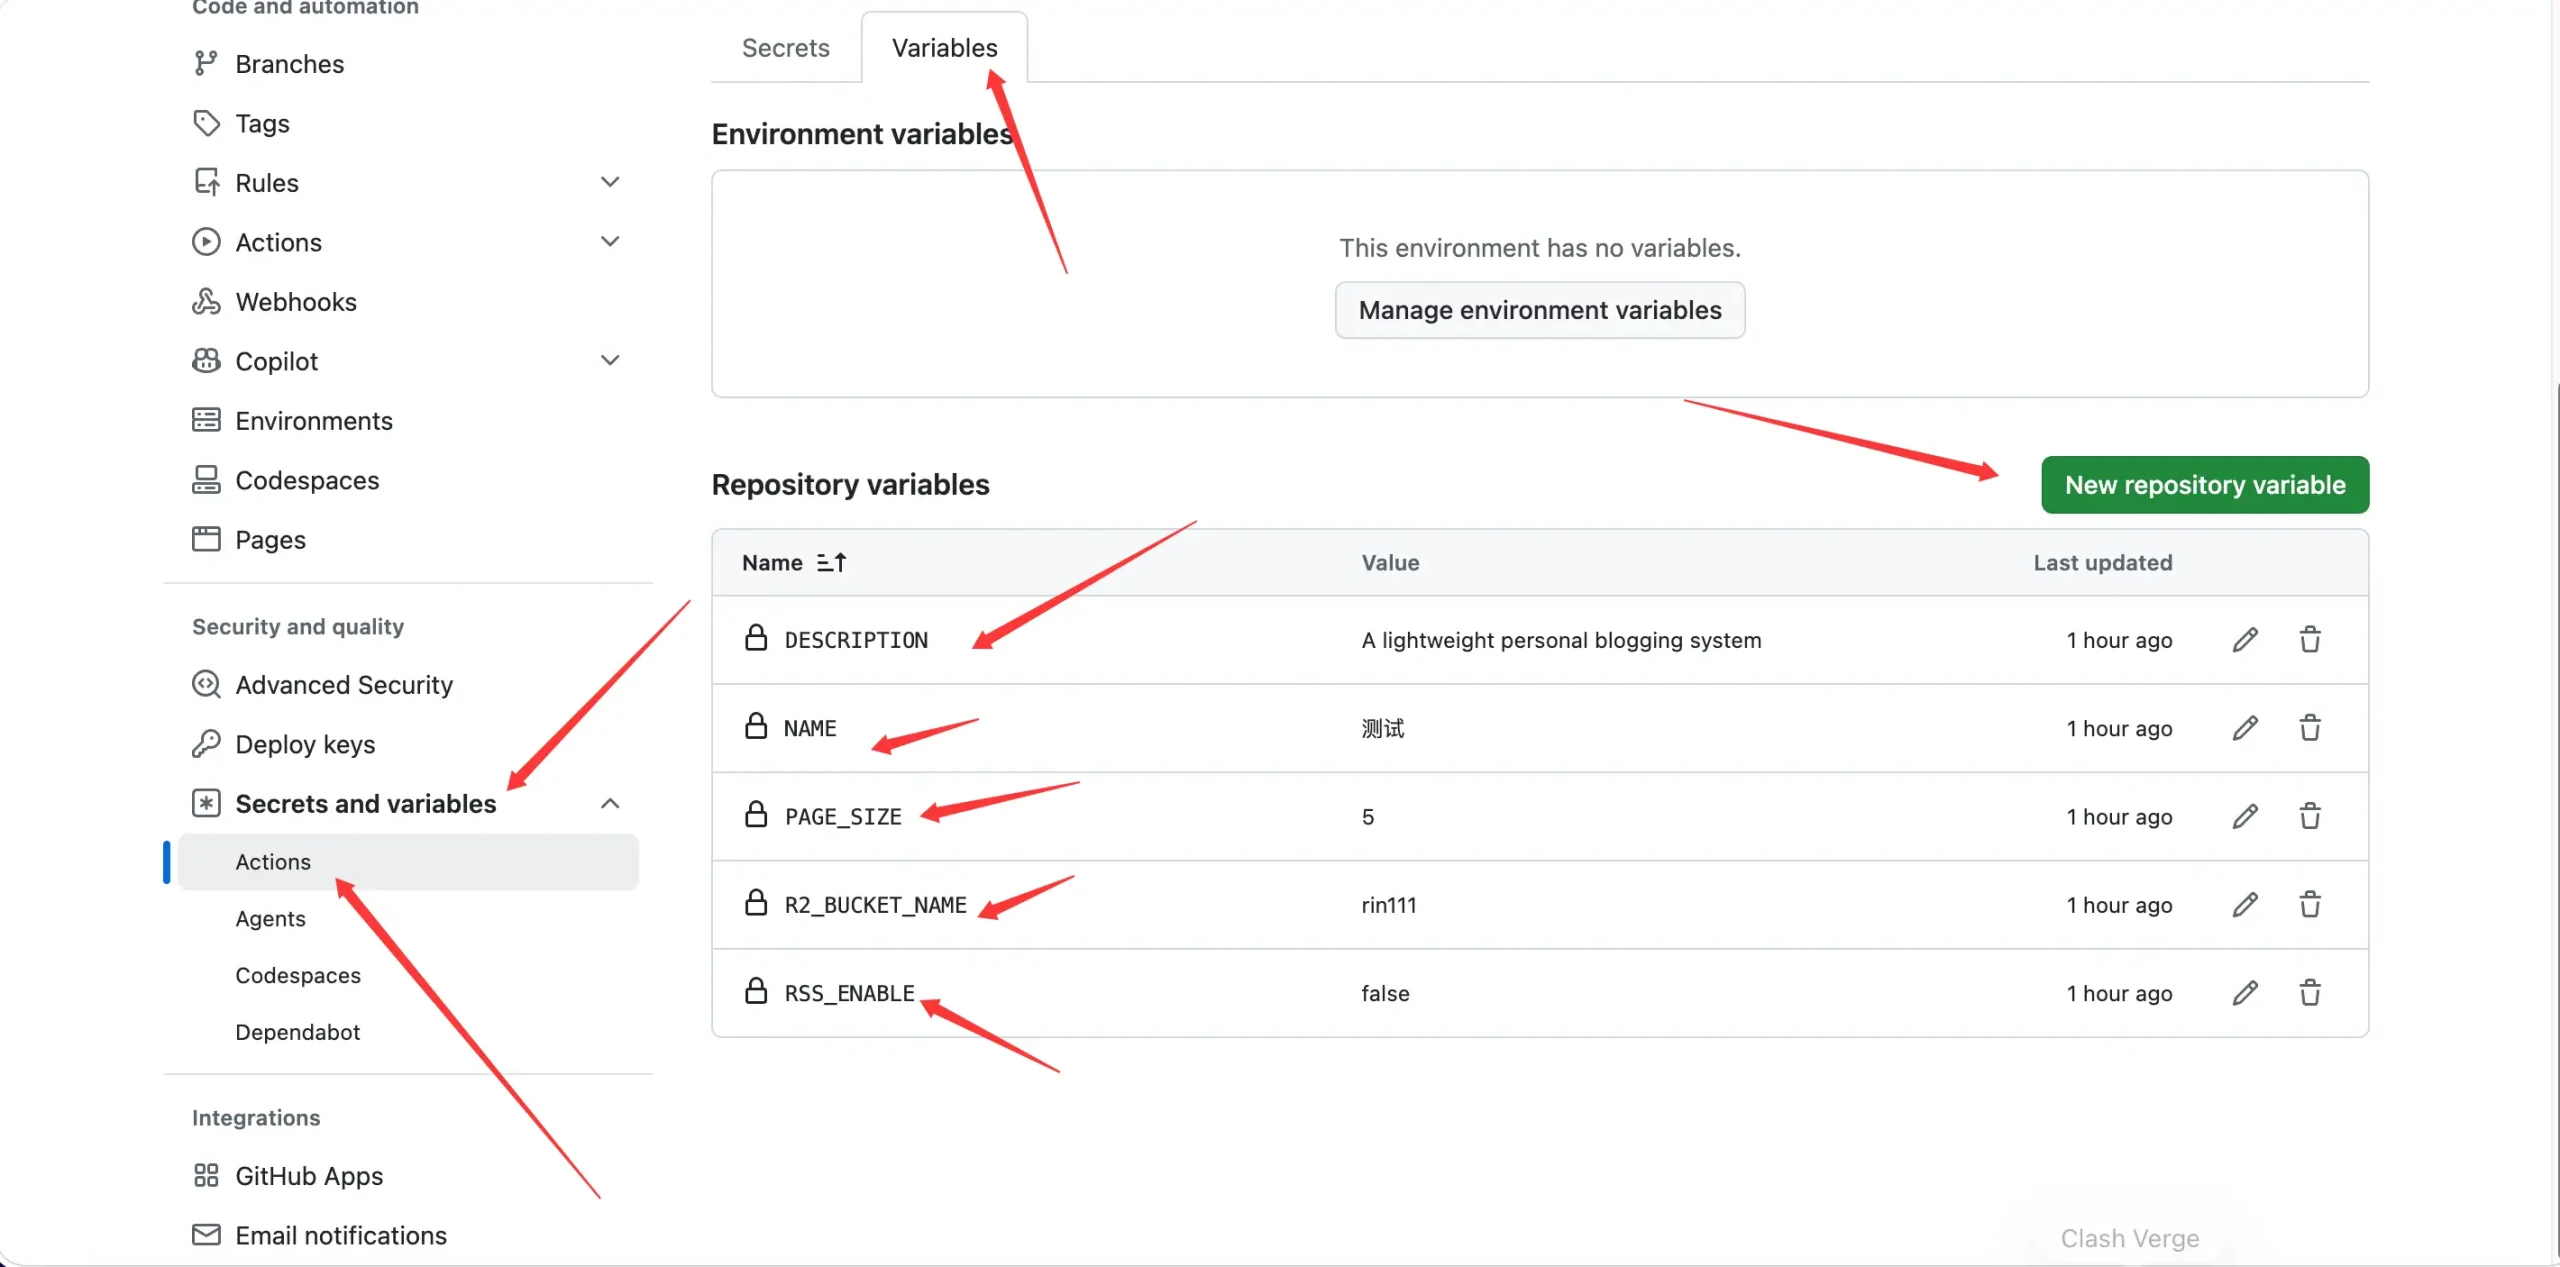 Code and automation
Branches
Tags
Rules
Actions
Webhooks
Copilot
Environments
Codespaces
Pages
Security and quality
Advanced Security
Deploy keys
Secrets and variables
Actions
Agents
Codespaces
Dependabot
Integrations
GitHub Apps
Email notifications
Secrets Variables
Environment variables
This environment has no variables.
Manage environment variables
Repository variables
New repository variable
Name Value Last updated
DESCRIPTION A lightweight personal blogging system 1 hour ago
NAME 测试 1 hour ago
PAGE_SIZE 5 1 hour ago
R2_BUCKET_NAME rin111 1 hour ago
RSS_ENABLE false 1 hour ago
Clash Verge